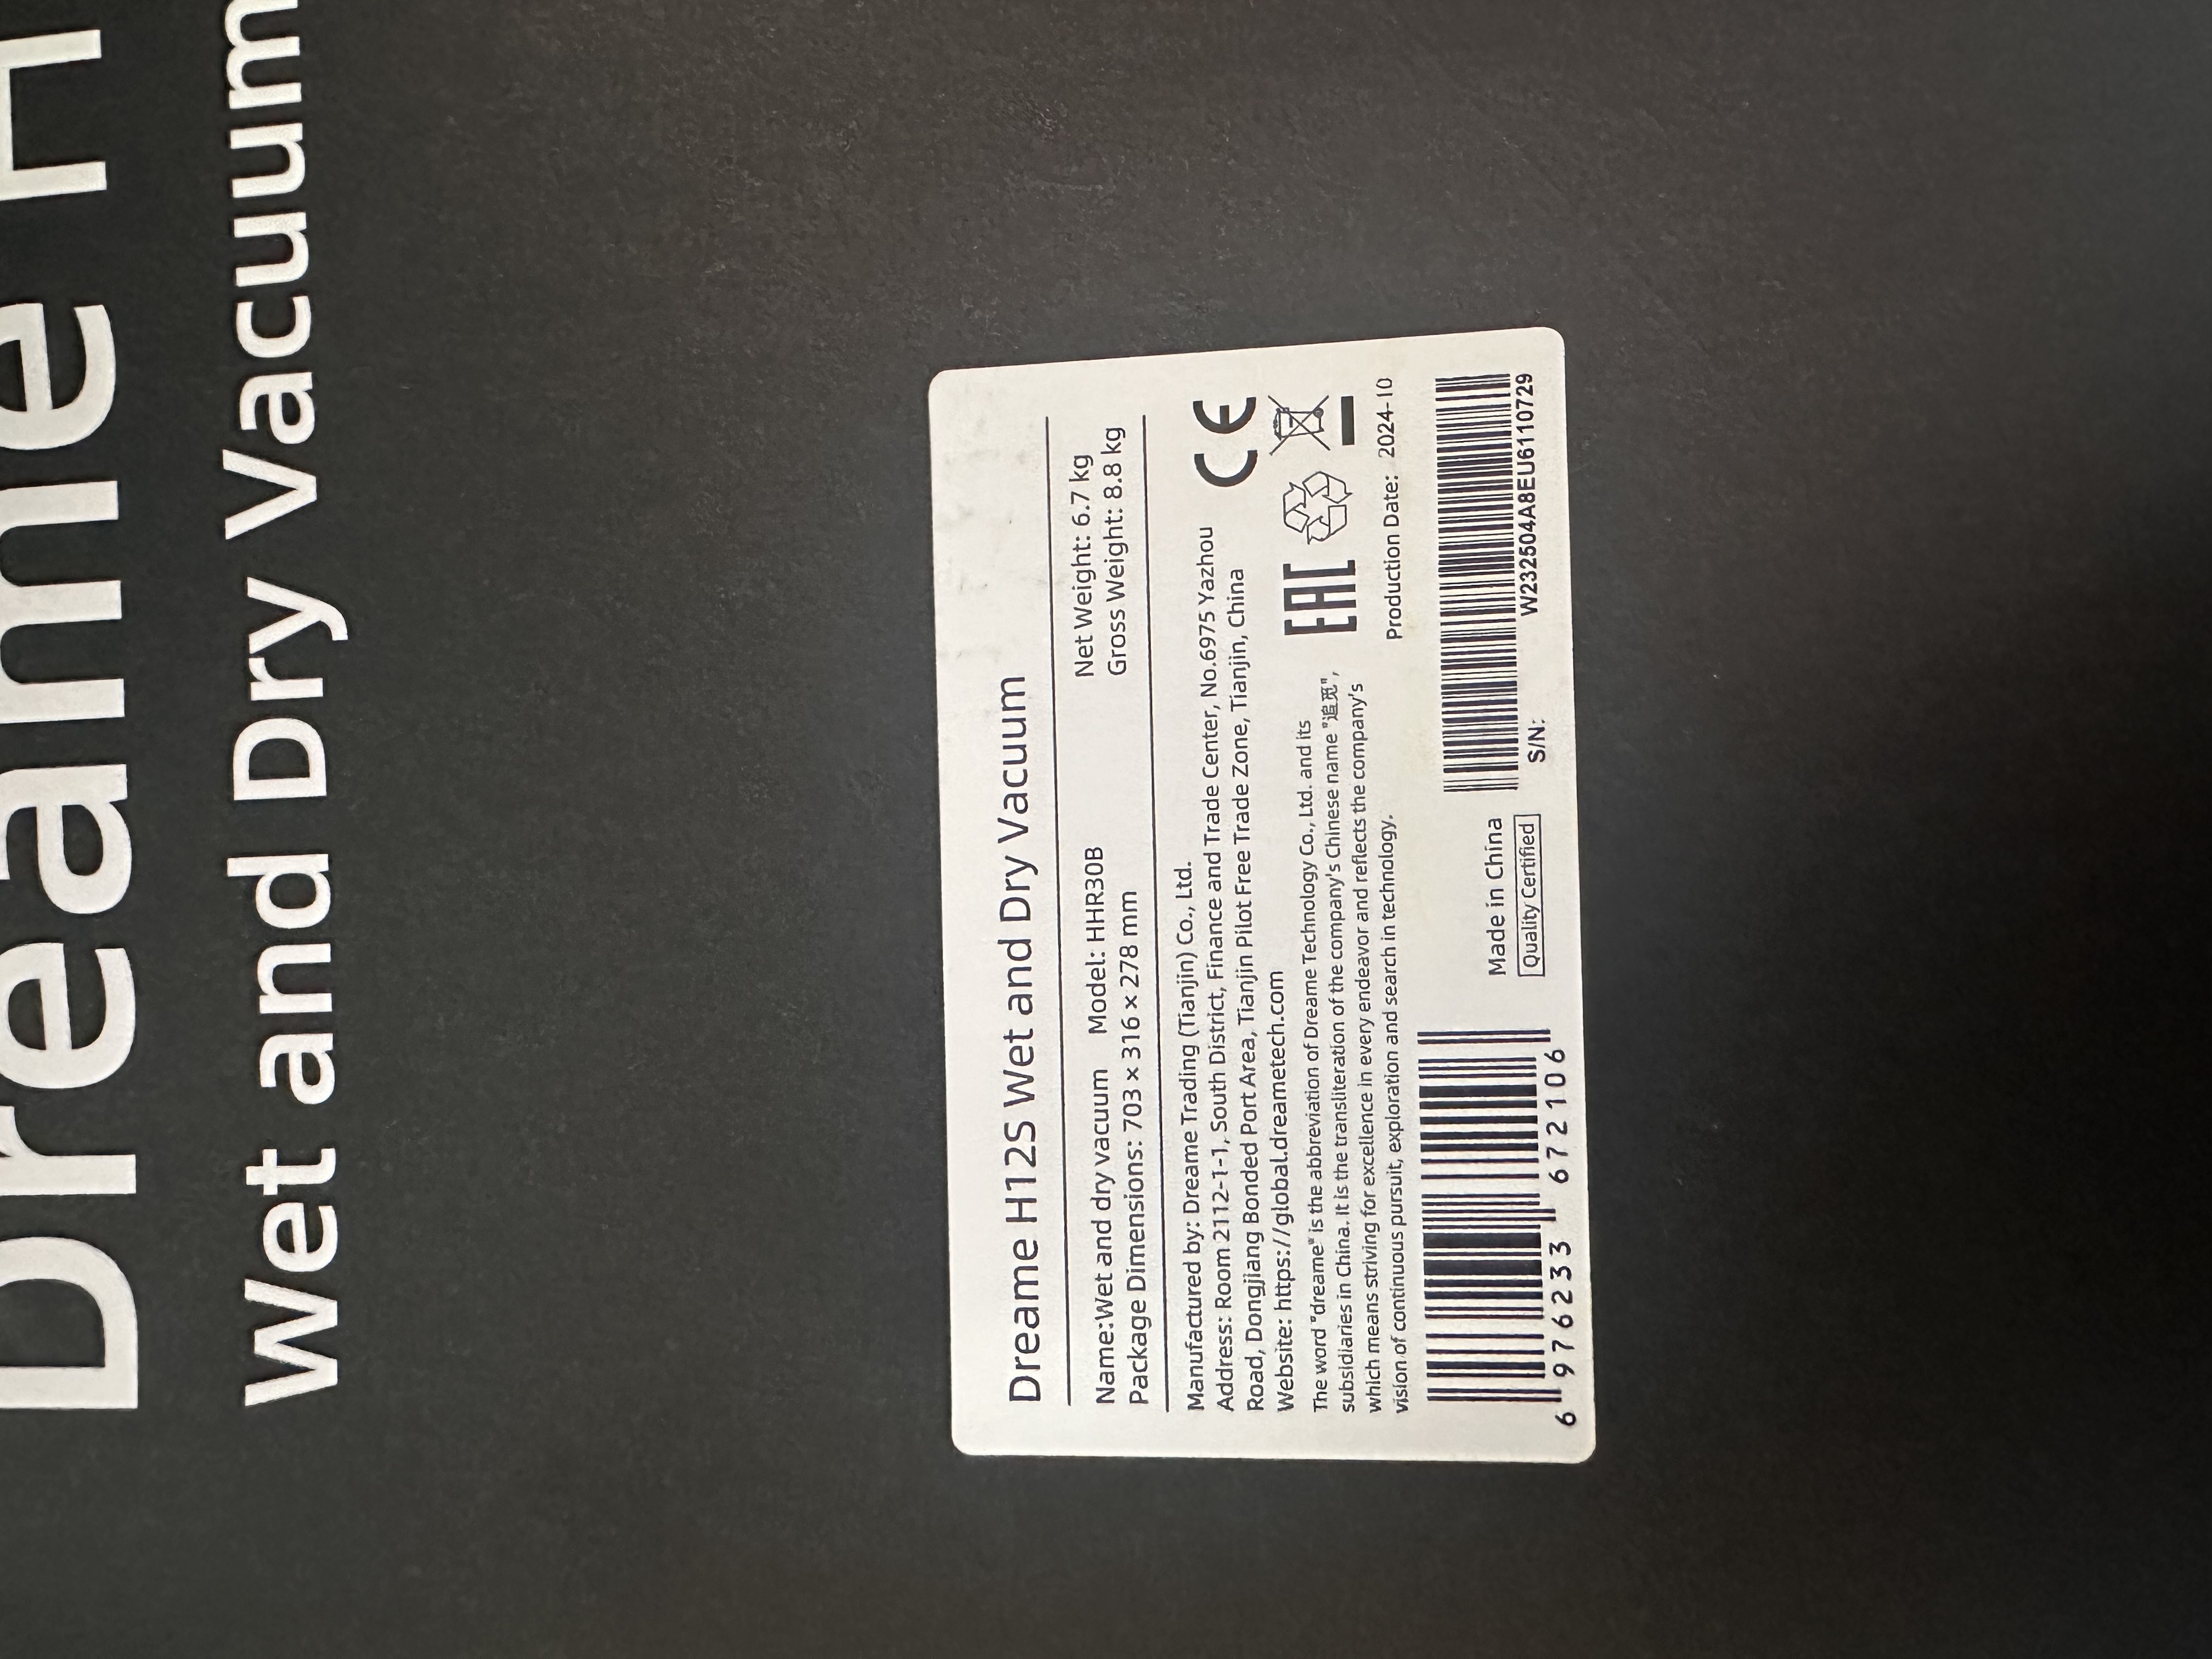 Dreame H
Wet and Dry Vacuum
Dreame H12S Wet and Dry Vacuum
Name:Wet and dry vacuum Model: HHR30B
Package Dimensions: 703 × 316 × 278 mm
Net Weight: 6.7 kg
Gross Weight: 8.8 kg
Manufactured by: Dreame Trading (Tianjin) Co., Ltd.
Address: Room 2112-1-1, South District, Finance and Trade Center, No.6975 Yazhou
Road, Dongjiang Bonded Port Area, Tianjin Pilot Free Trade Zone, Tianjin, China
Website: https://global.dreametech.com
The word "dreame" is the abbreviation of Dreame Technology Co., Ltd. and its
subsidiaries in China. It is the transliteration of the company's Chinese name "追觅",
which means striving for excellence in every endeavor and reflects the company's
vision of continuous pursuit, exploration and search in technology.
CE
EAC
Production Date: 2024-10
6 976233 672106
Made in China
Quality Certified
S/N: W232504A8EU6110729